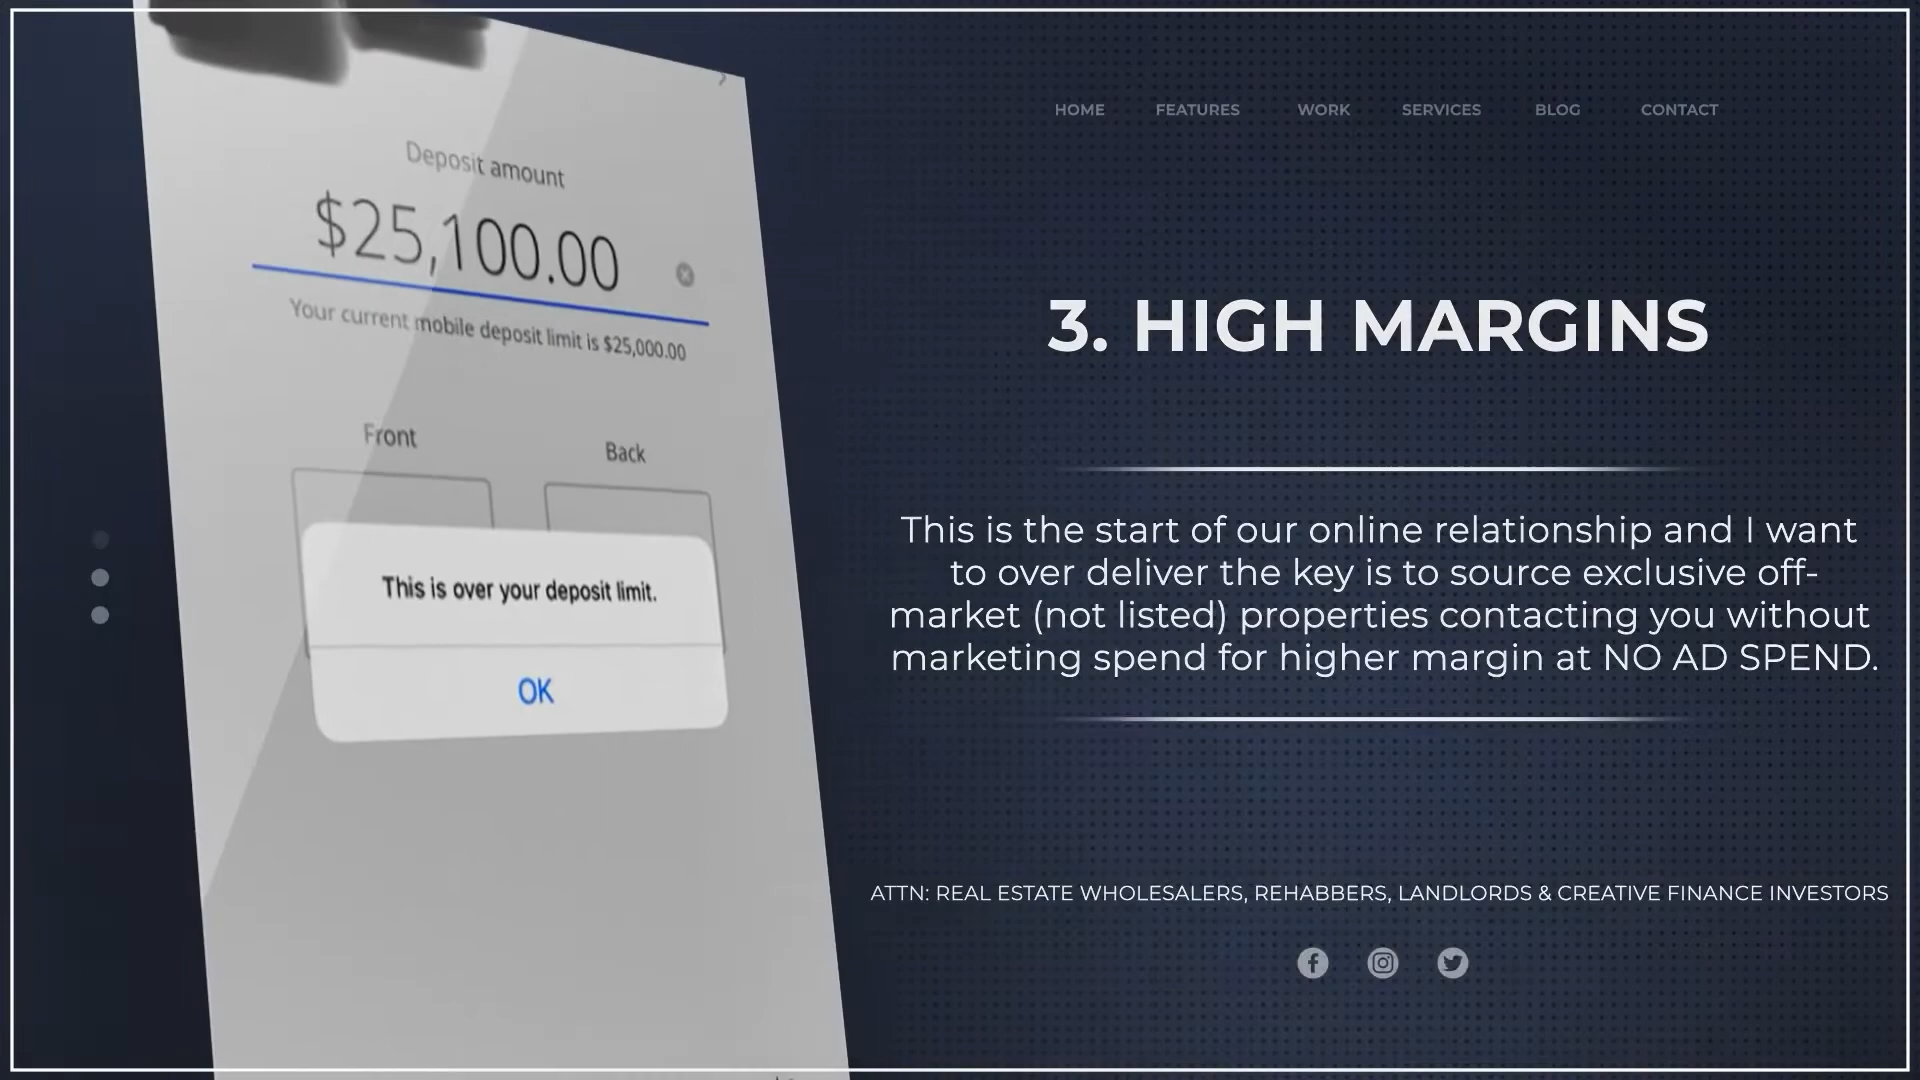 Deposit amount
$25,100.00
Your current mobile deposit limit is $25,000.00
Front
Back
This is over your deposit limit.
OK
HOME FEATURES WORK SERVICES BLOG CONTACT
3. HIGH MARGINS
This is the start of our online relationship and I want
to over deliver the key is to source exclusive off-
market (not listed) properties contacting you without
marketing spend for higher margin at NO AD SPEND.
ATTN: REAL ESTATE WHOLESALERS, REHABBERS, LANDLORDS & CREATIVE FINANCE INVESTORS